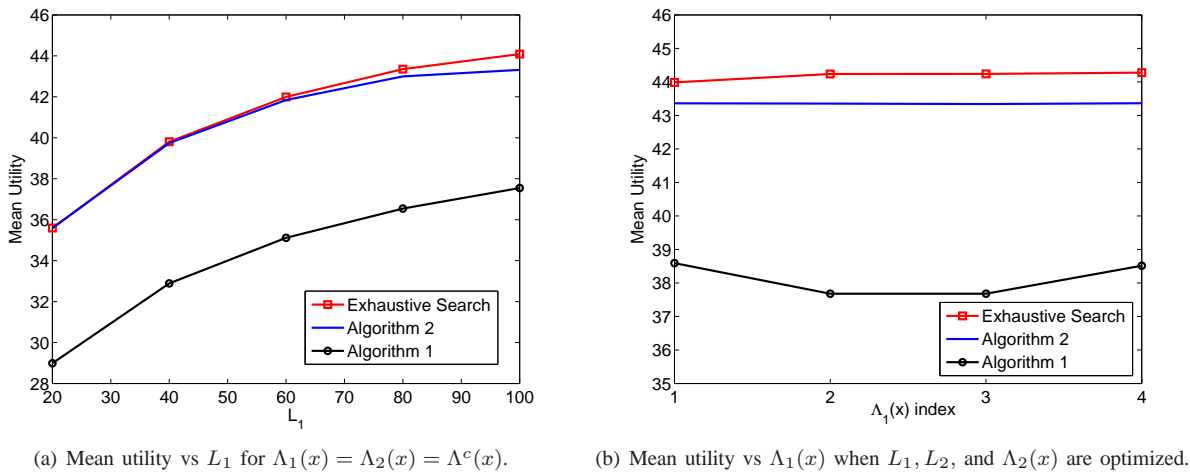 46
44
42
40
38
36
34
32
30
28
Mean Utility
20
30
40
50
60
70
80
90
100
L₁
Exhaustive Search
Algorithm 2
Algorithm 1
(a) Mean utility vs L₁ for Λ₁(x) = Λ₂(x) = Λᶜ(x).
46
45
44
43
42
41
40
39
38
37
36
35
Mean Utility
1
2
3
4
Λ₁(x) index
Exhaustive Search
Algorithm 2
Algorithm 1
(b) Mean utility vs Λ₁(x) when L₁, L₂, and Λ₂(x) are optimized.